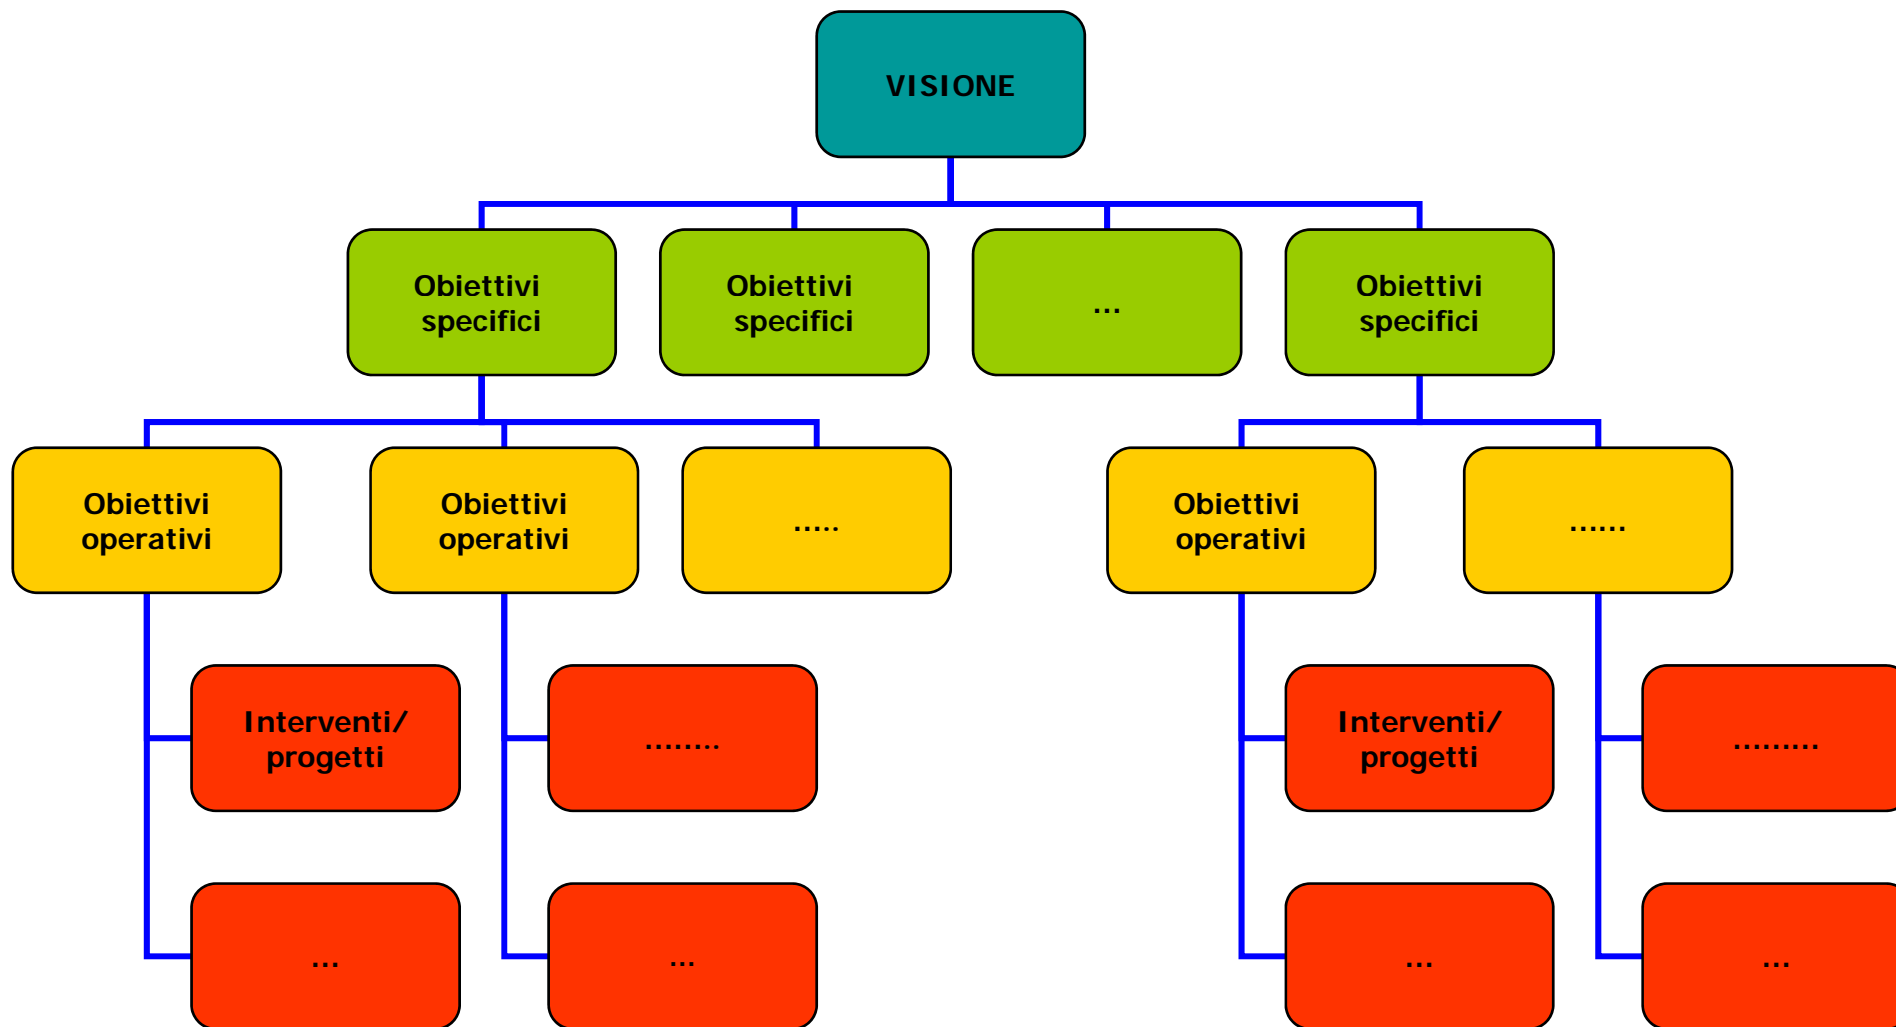 VISIONE
Obiettivi
specifici
Obiettivi
specifici
...
Obiettivi
specifici
Obiettivi
operativi
Obiettivi
operativi
.....
Obiettivi
operativi
......
Interventi/
progetti
........
Interventi/
progetti
.........
...
...
...
...